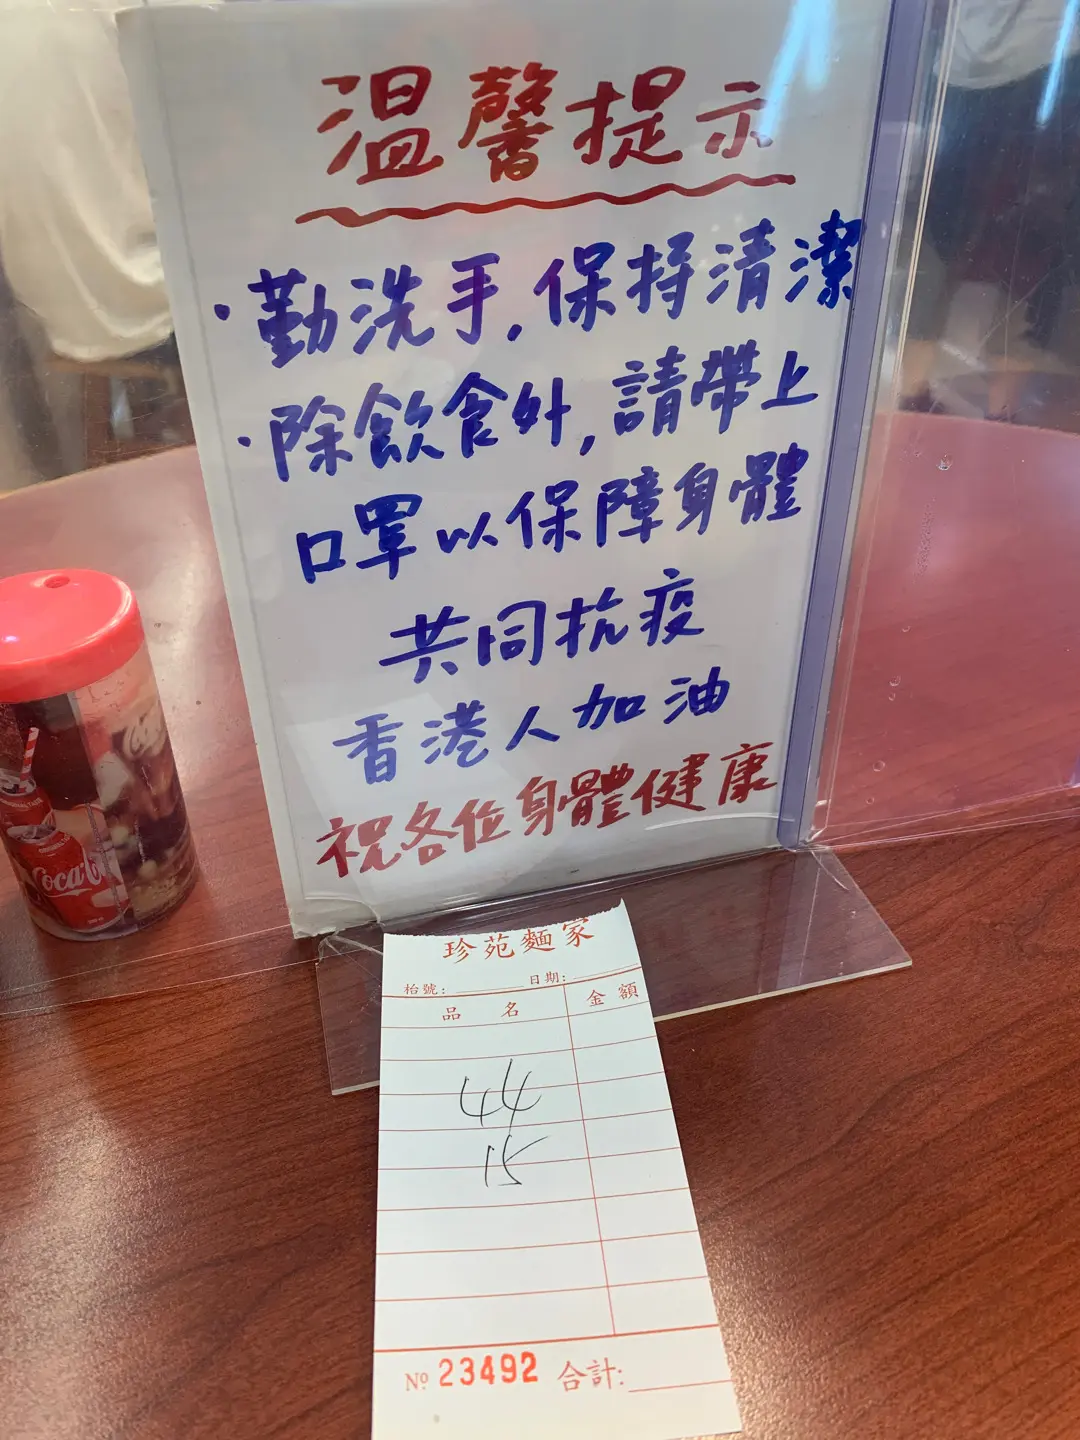 溫馨提示
·勤洗手,保持清潔
·除飲食外,請帶上
口罩以保障身體
共同抗疫
香港人加油
祝各位身體健康
Coca-C
珍苑麵家
枱號: 日期:
品名 金額
44
15
Nº 23492 合計: